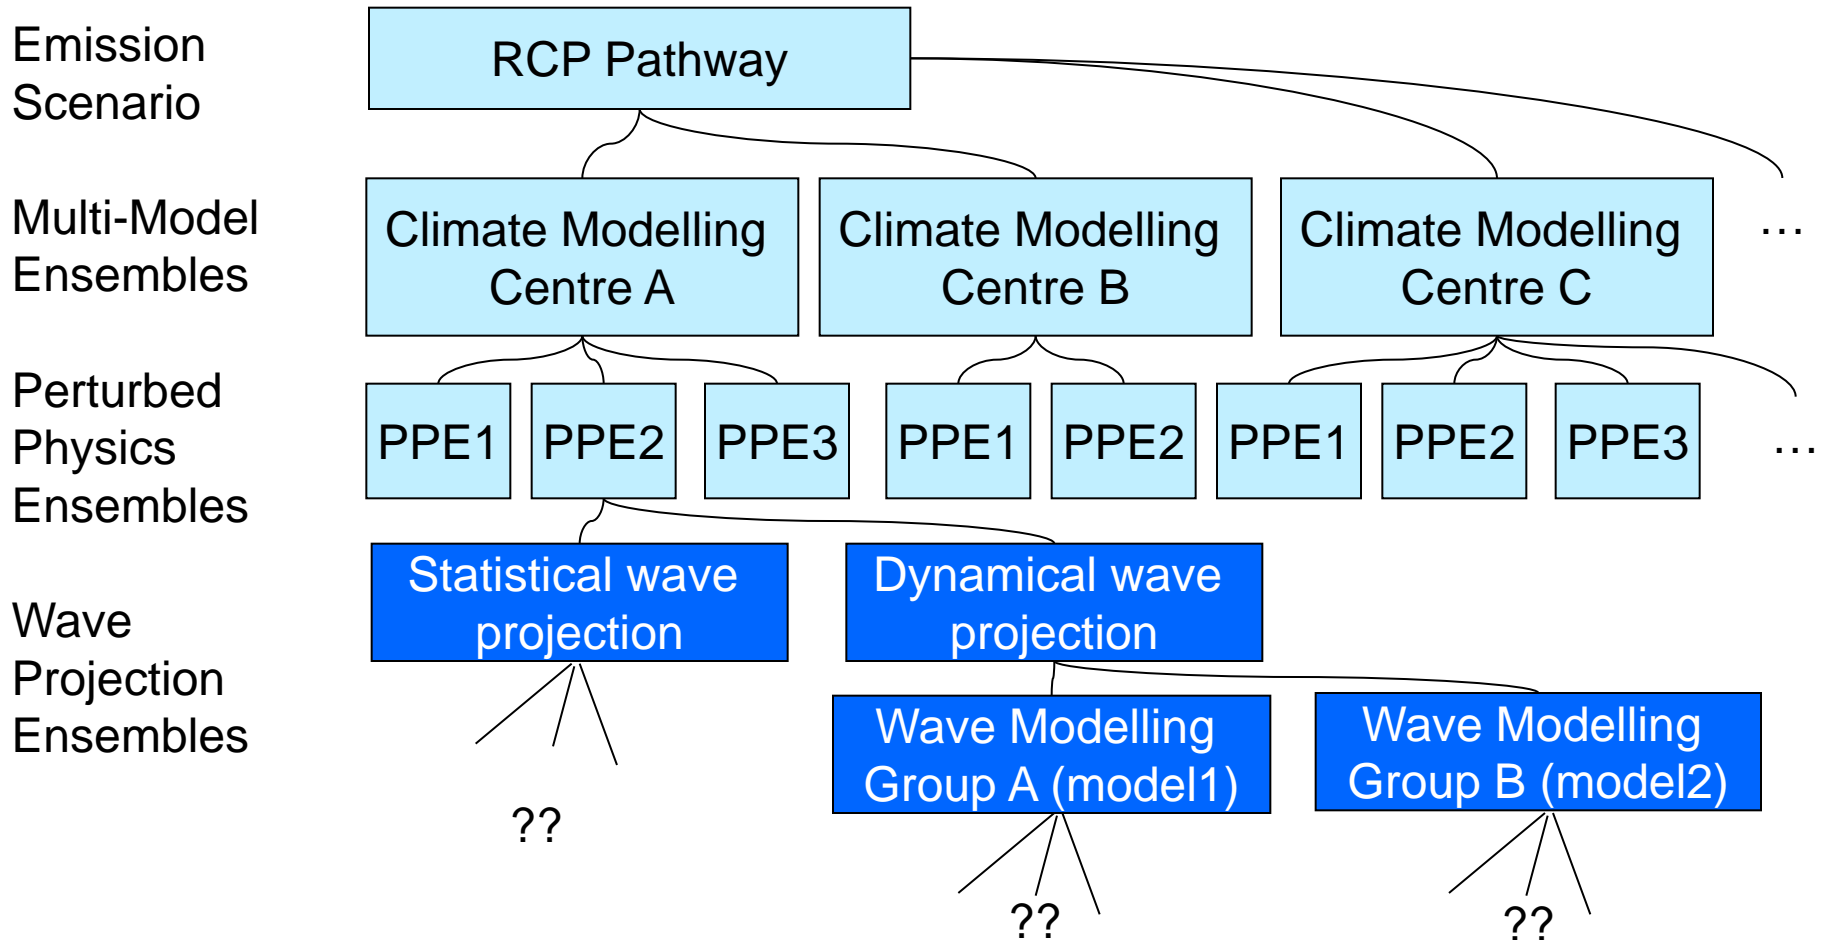 Emission
Scenario
RCP Pathway
Multi-Model
Ensembles
Climate Modelling
Centre A
Climate Modelling
Centre B
Climate Modelling
Centre C
…
Perturbed
Physics
Ensembles
PPE1
PPE2
PPE3
PPE1
PPE2
PPE1
PPE2
PPE3
…
Wave
Projection
Ensembles
Statistical wave
projection
Dynamical wave
projection
Wave Modelling
Group A (model1)
Wave Modelling
Group B (model2)
??
??
??